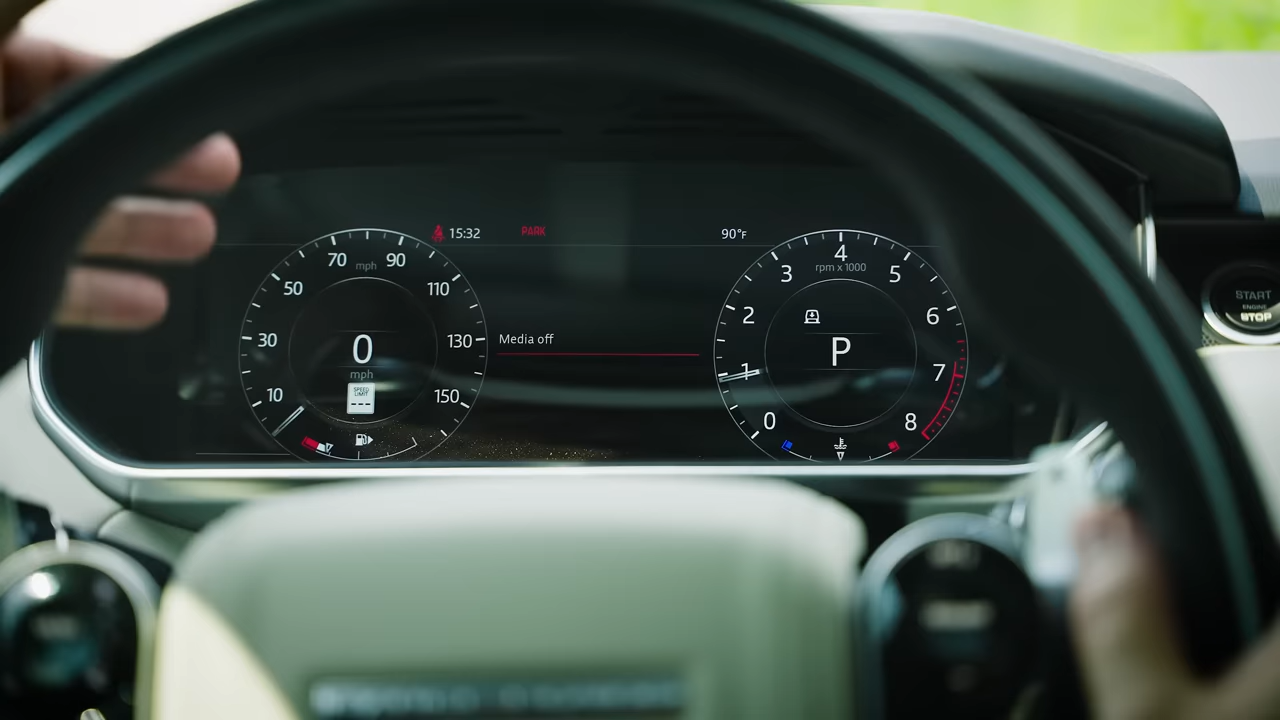 15:32
PARK
90°F
70
mph
90
50
110
30
130
10
150
0
mph
SPEED
LIMIT
---
Media off
4
rpm x 1000
3
5
2
6
1
7
0
8
P
START
ENGINE
STOP